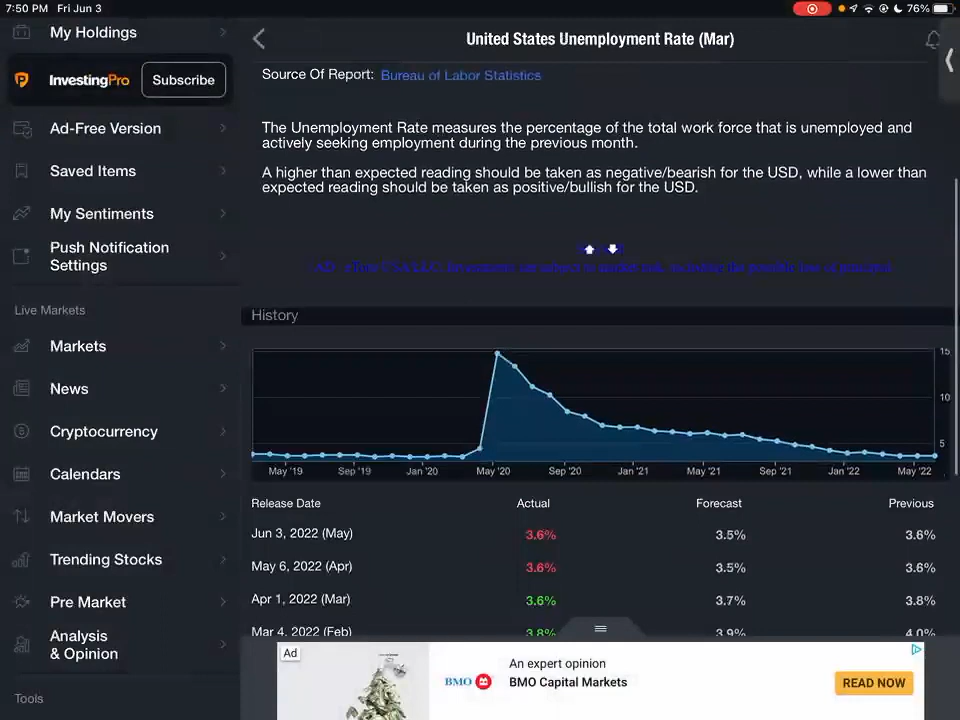 7:50 PM Fri Jun 3
76%
My Holdings
InvestingPro
Subscribe
Ad-Free Version
Saved Items
My Sentiments
Push Notification
Settings
Live Markets
Markets
News
Cryptocurrency
Calendars
Market Movers
Trending Stocks
Pre Market
Analysis
& Opinion
Tools
United States Unemployment Rate (Mar)
Source Of Report: Bureau of Labor Statistics
The Unemployment Rate measures the percentage of the total work force that is unemployed and
actively seeking employment during the previous month.
A higher than expected reading should be taken as negative/bearish for the USD, while a lower than
expected reading should be taken as positive/bullish for the USD.
History
15
10
5
May '19 Sep '19 Jan '20 May '20 Sep '20 Jan '21 May '21 Sep '21 Jan '22 May '22
Release Date Actual Forecast Previous
Jun 3, 2022 (May) 3.6% 3.5% 3.6%
May 6, 2022 (Apr) 3.6% 3.5% 3.6%
Apr 1, 2022 (Mar) 3.6% 3.7% 3.8%
Mar 4, 2022 (Feb) 3.8% 3.9% 4.0%
Ad
BMO
An expert opinion
BMO Capital Markets
READ NOW